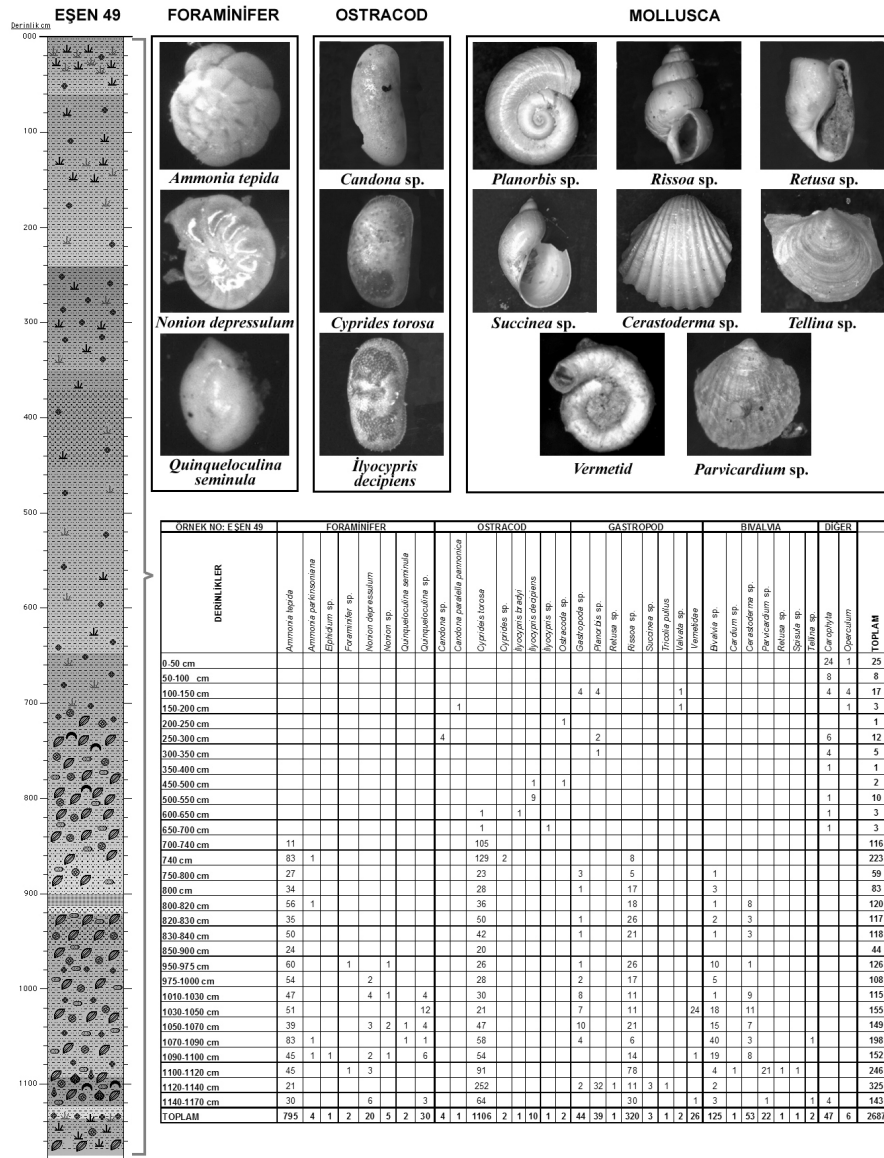 EŞEN 49
FORAMİNİFER
OSTRACOD
MOLLUSCA
Derinlik cm
000
100
200
300
400
500
600
700
800
900
1000
1100
Ammonia tepida
Candona sp.
Planorbis sp.
Rissoa sp.
Retusa sp.
Nonion depressulum
Cyprides torosa
Succinea sp.
Cerastoderma sp.
Tellina sp.
Quinqueloculina
seminula
İlyocypris
decipiens
Vermetid
Parvicardium sp.
ÖRNEK NO: EŞEN 49 FORAMİNİFER OSTRACOD GASTROPOD BIVALVIA DİĞER
DERİNLİKLER
Ammonia tepida
Ammonia parkinsoniana
Elphidium sp.
Foraminifer sp.
Nonion depressulum
Nonion sp.
Qunqueloculina seminula
Qunqueloculina sp.
Candona sp.
Candona paralella pannonica
Cyprideis torosa
Cyprides sp.
İlyocypris bradyi
İlyocypris decipiens
İlyocypris sp.
Ostracoda sp.
Gastropoda sp.
Planorbis sp.
Retusa sp.
Rissoa sp.
Succinea sp.
Tricolia pullus
Valvata sp.
Vermetidae
Bivalvia sp.
Cardium sp.
Cerastoderma sp.
Parvicardium sp.
Retusa sp.
Spisula sp.
Tellina sp.
Carophyta
Operculum
TOPLAM
0-50 cm 24 1 25
50-100 cm 8 8
100-150 cm 4 4 1 4 4 17
150-200 cm 1 1 1 3
200-250 cm 1 1
250-300 cm 4 2 6 12
300-350 cm 1 4 5
350-400 cm 1 1
450-500 cm 1 1 2
500-550 cm 9 1 10
600-650 cm 1 1 1 3
650-700 cm 1 1 1 3
700-740 cm 11 105 116
740 cm 83 1 129 2 8 223
750-800 cm 27 23 3 5 1 59
800 cm 34 28 1 17 3 83
800-820 cm 56 1 36 18 1 8 120
820-830 cm 35 50 1 26 2 3 117
830-840 cm 50 42 1 21 1 3 118
850-900 cm 24 20 44
950-975 cm 60 1 1 26 1 26 10 1 126
975-1000 cm 54 2 28 2 17 5 108
1010-1030 cm 47 4 1 4 30 8 11 1 9 115
1030-1050 cm 51 12 21 7 11 24 18 11 155
1050-1070 cm 39 3 2 1 4 47 10 21 15 7 149
1070-1090 cm 83 1 1 1 58 4 6 40 3 1 198
1090-1100 cm 45 1 1 2 1 6 54 14 1 19 8 152
1100-1120 cm 45 1 3 91 78 4 1 21 1 1 246
1120-1140 cm 21 252 2 32 1 11 3 1 2 325
1140-1170 cm 30 6 3 64 30 1 3 1 1 4 143
TOPLAM 795 4 1 2 20 5 2 30 4 1 1106 2 1 10 1 2 44 39 1 320 3 1 2 26 125 1 53 22 1 1 2 47 6 2687